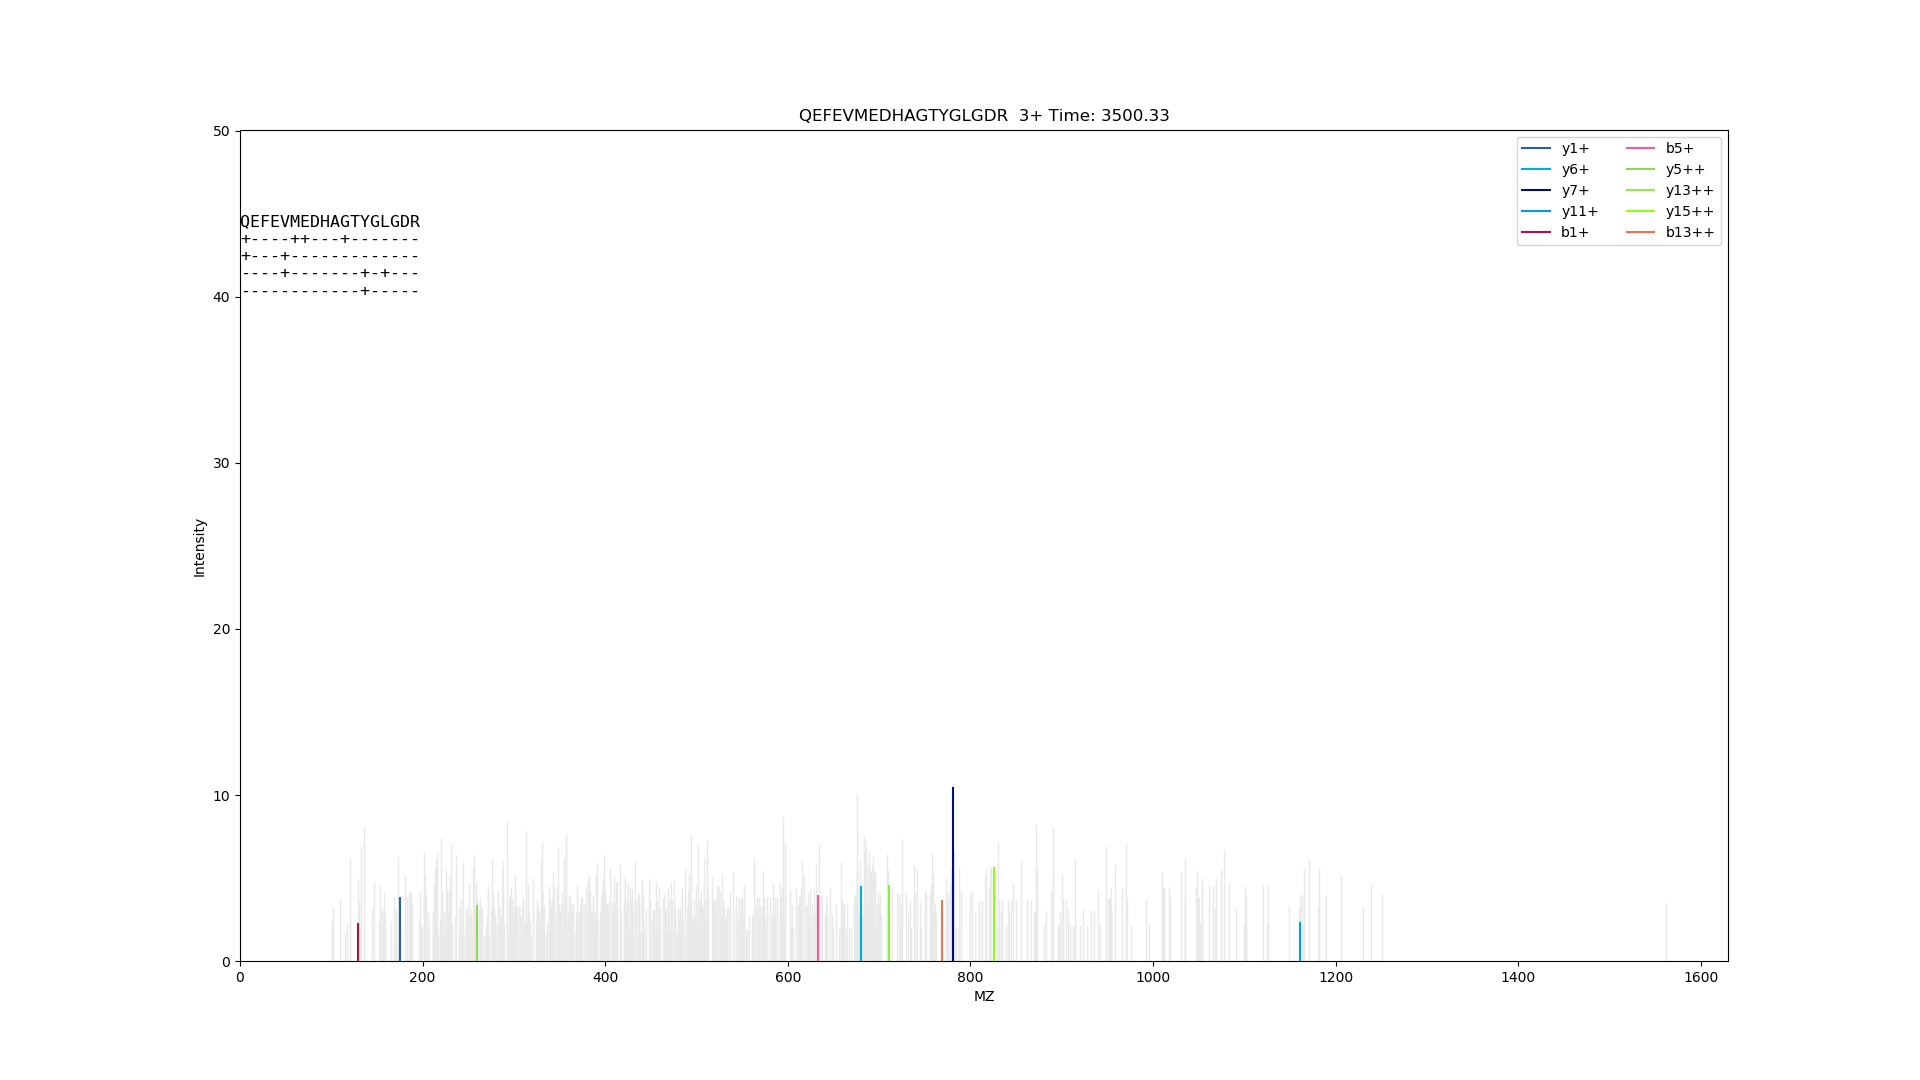 QEFEVMEDHAGTYGLGDR  3+ Time: 3500.33
50
40
30
20
10
0
Intensity
QEFEVMEDHAGTYGLGDR
+----++---+-------
+---+-------------
----+-------+-+---
------------+-----
y1+
y6+
y7+
y11+
b1+
b5+
y5++
y13++
y15++
b13++
0 200 400 600 800 1000 1200 1400 1600
MZ